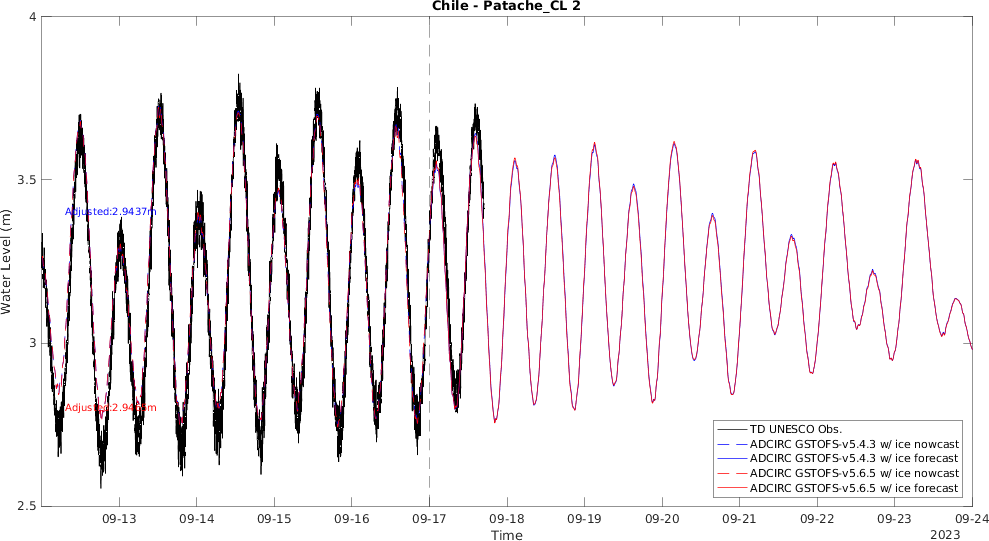 Chile - Patache_CL 2
4
3.5
3
2.5
Water Level (m)
Adjusted:2.9437m
09-13
09-14
09-15
09-16
09-17
09-18
09-19
09-20
09-21
09-22
09-23
09-24
Time
2023
TD UNESCO Obs.
ADCIRC GSTOFS-v5.4.3 w/ ice nowcast
ADCIRC GSTOFS-v5.4.3 w/ ice forecast
ADCIRC GSTOFS-v5.6.5 w/ ice nowcast
ADCIRC GSTOFS-v5.6.5 w/ ice forecast